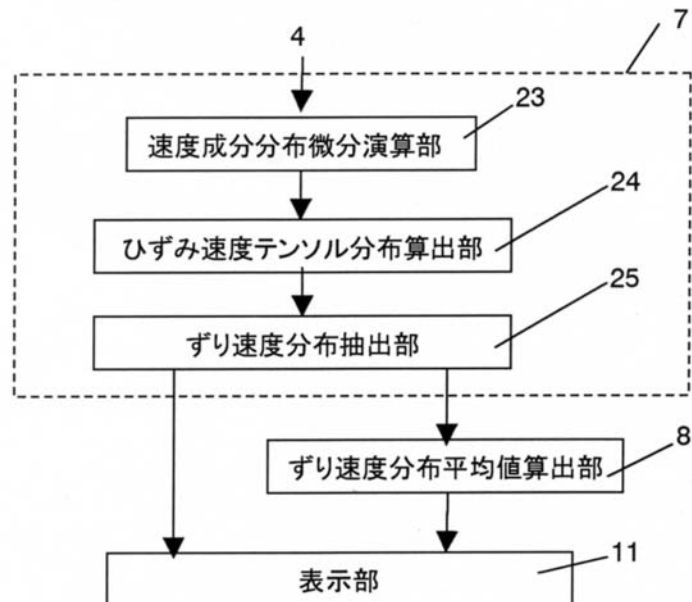 7
4
23
速度成分分布微分演算部
24
ひずみ速度テンソル分布算出部
25
ずり速度分布抽出部
8
ずり速度分布平均値算出部
11
表示部